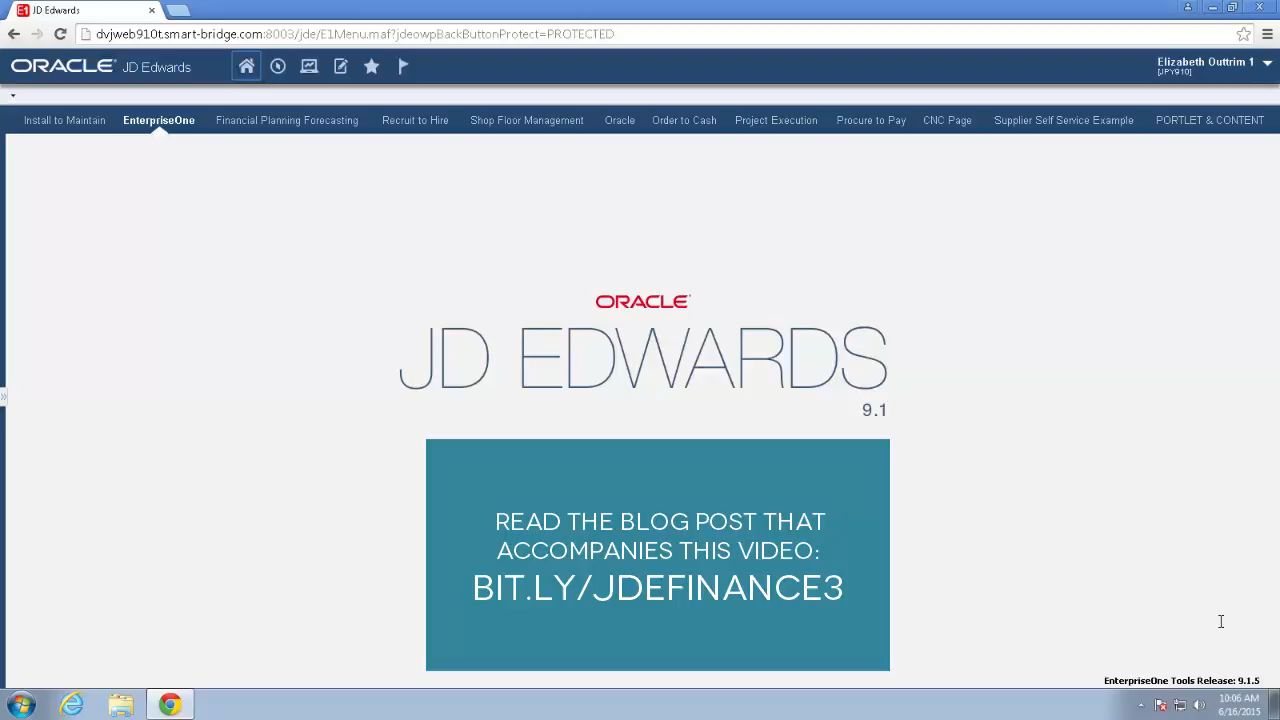 JD Edwards
dvjweb910t.smart-bridge.com:8003/jde/E1Menu.maf?jdeowpBackButtonProtect=PROTECTED
ORACLE JD Edwards
Elizabeth Outtrim 1
[JPY910]
Install to Maintain EnterpriseOne Financial Planning Forecasting Recruit to Hire Shop Floor Management Oracle Order to Cash Project Execution Procure to Pay CNC Page Supplier Self Service Example PORTLET & CONTENT
ORACLE
JD EDWARDS
9.1
READ THE BLOG POST THAT
ACCOMPANIES THIS VIDEO:
BIT.LY/JDEFINANCE3
EnterpriseOne Tools Release: 9.1.5
10:06 AM
6/16/2015